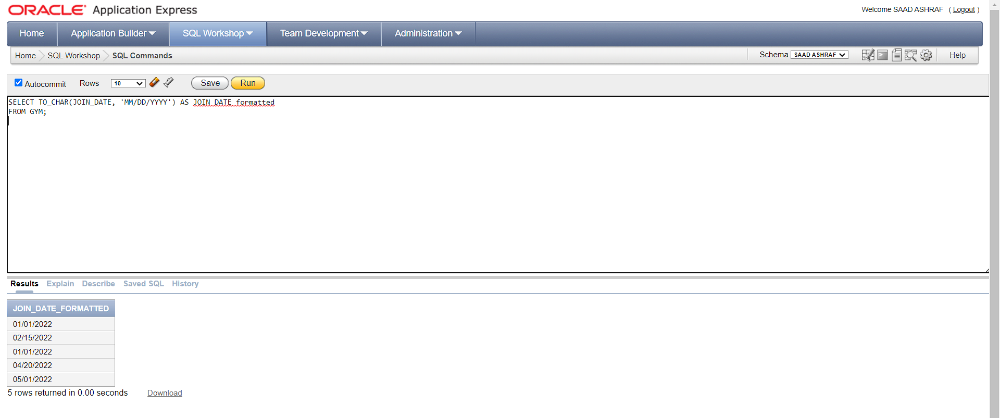 ORACLE Application Express
Welcome SAAD ASHRAF ( Logout )
Home Application Builder SQL Workshop Team Development Administration
Home SQL Workshop SQL Commands Schema SAAD ASHRAF Help
Autocommit Rows 10 Save Run
SELECT TO_CHAR(JOIN_DATE, 'MM/DD/YYYY') AS JOIN_DATE_formatted
FROM GYM;
Results Explain Describe Saved SQL History
JOIN_DATE_FORMATTED
01/01/2022
02/15/2022
01/01/2022
04/20/2022
05/01/2022
5 rows returned in 0.00 seconds Download